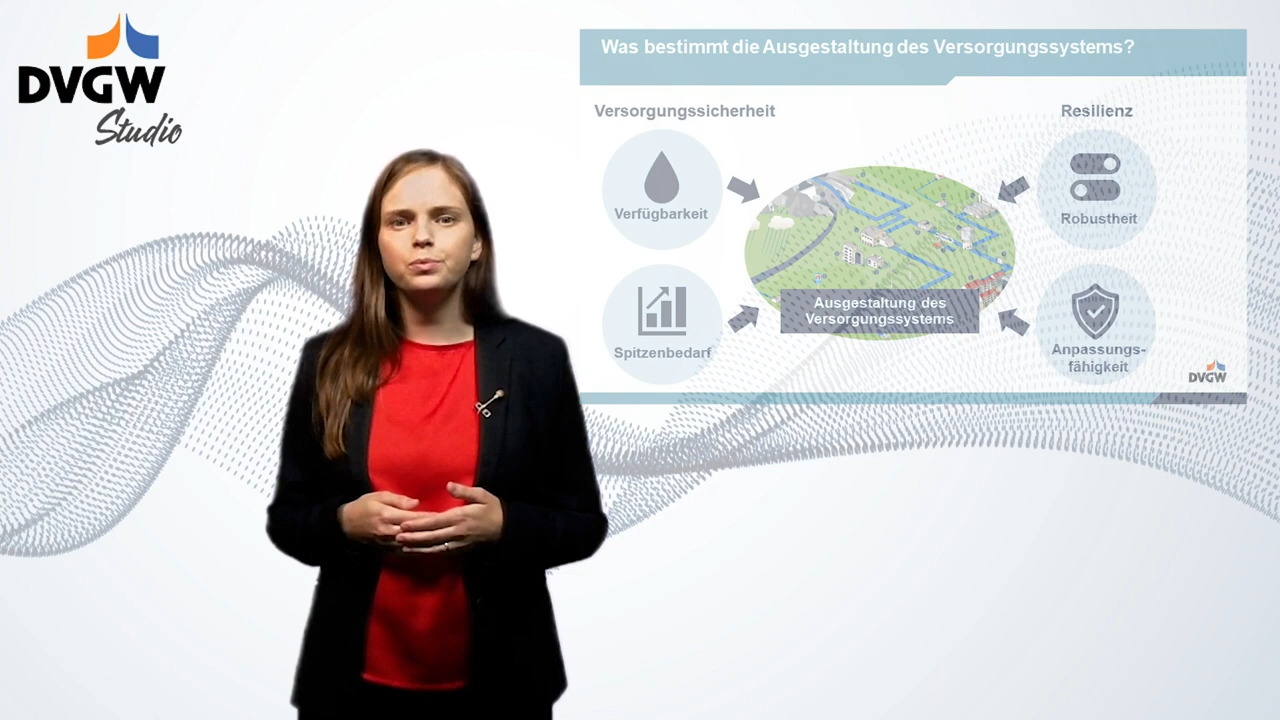 DVGW
Studio
Was bestimmt die Ausgestaltung des Versorgungssystems?
Versorgungssicherheit
Resilienz
Verfügbarkeit
Robustheit
Ausgestaltung des
Versorgungssystems
Spitzenbedarf
Anpassungs-
fähigkeit
DVGW